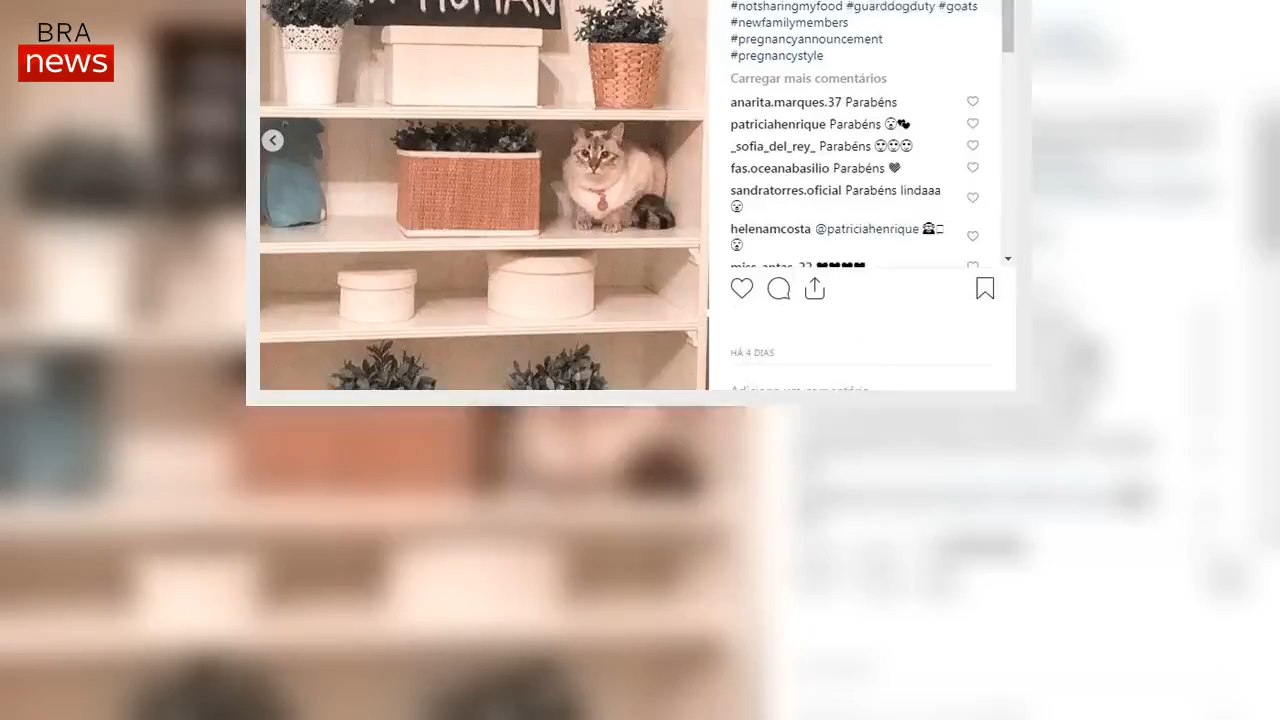 BRA
news
HUMAN
#notsharingmyfood #guarddogduty #goats
#newfamilymembers
#pregnancyannouncement
#pregnancystyle
Carregar mais comentários
anarita.marques.37 Parabéns
patriciahenrique Parabéns
_sofia_del_rey_ Parabéns
fas.oceanabasilio Parabéns
sandratorres.oficial Parabéns lindaaa
helenamcosta @patriciahenrique
HÁ 4 DIAS